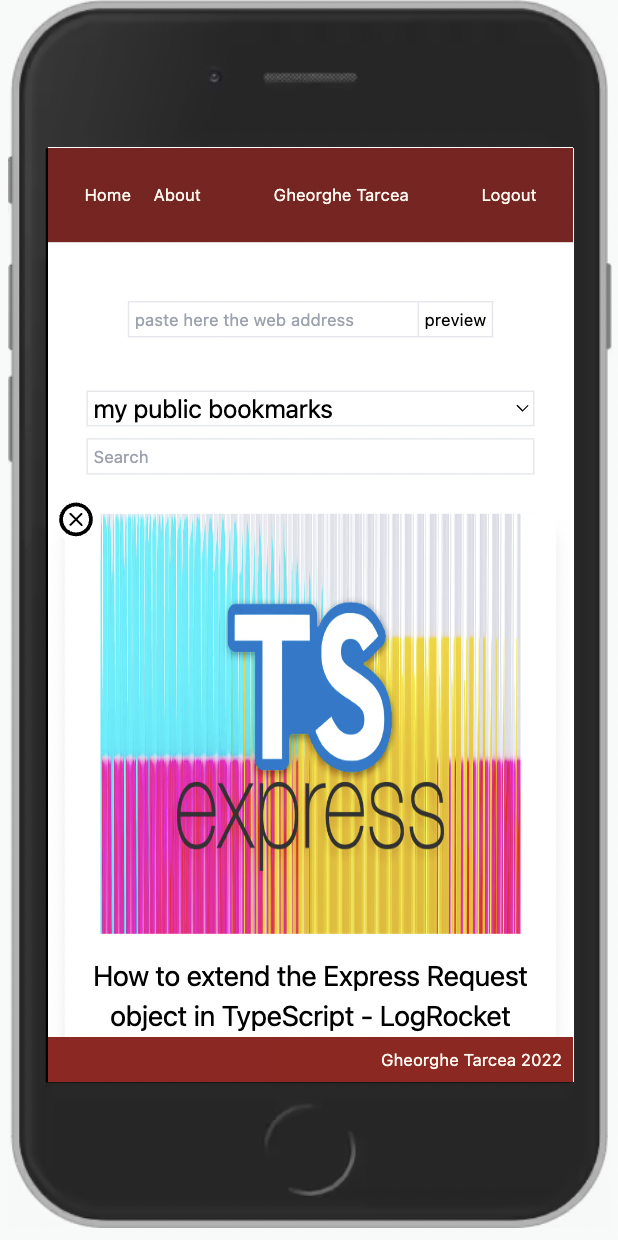 Home About Gheorghe Tarcea Logout
paste here the web address preview
my public bookmarks
Search
TS
express
How to extend the Express Request
object in TypeScript - LogRocket
Gheorghe Tarcea 2022